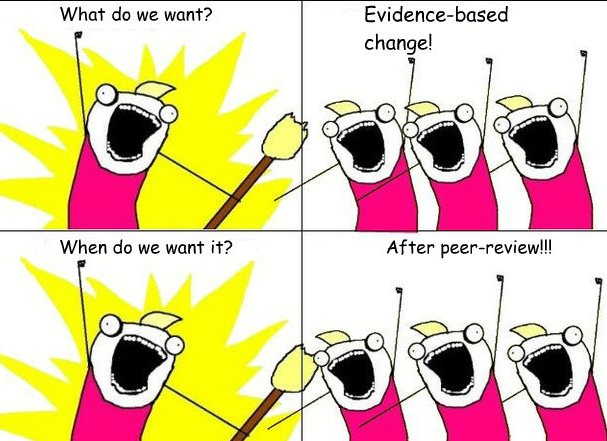 What do we want?
Evidence-based
change!
When do we want it?
After peer-review!!!